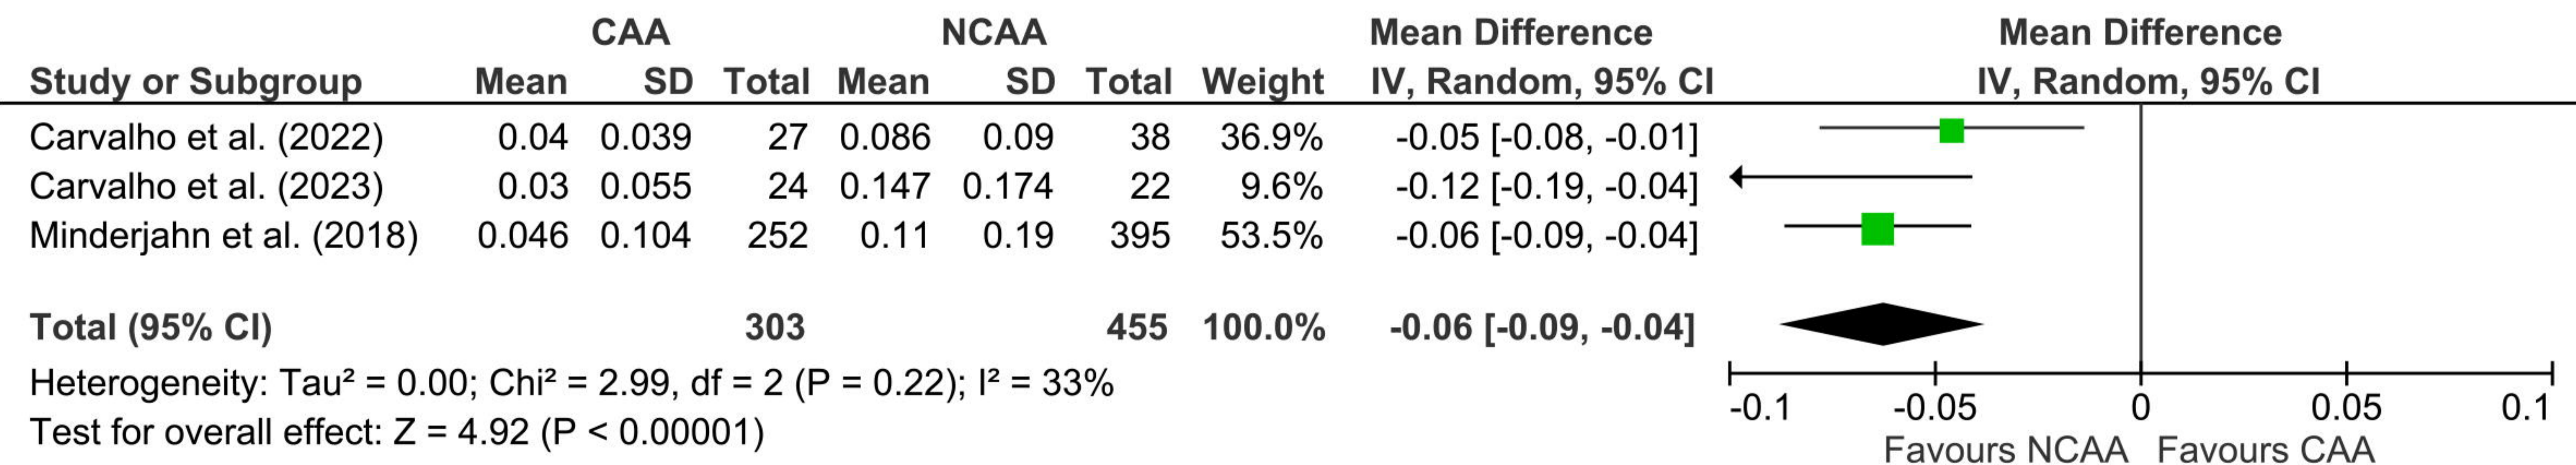 CAA NCAA Mean Difference Mean Difference
Study or Subgroup Mean SD Total Mean SD Total Weight IV, Random, 95% CI IV, Random, 95% CI
Carvalho et al. (2022) 0.04 0.039 27 0.086 0.09 38 36.9% -0.05 [-0.08, -0.01]
Carvalho et al. (2023) 0.03 0.055 24 0.147 0.174 22 9.6% -0.12 [-0.19, -0.04]
Minderjahn et al. (2018) 0.046 0.104 252 0.11 0.19 395 53.5% -0.06 [-0.09, -0.04]
Total (95% CI) 303 455 100.0% -0.06 [-0.09, -0.04]
Heterogeneity: Tau² = 0.00; Chi² = 2.99, df = 2 (P = 0.22); I² = 33%
Test for overall effect: Z = 4.92 (P < 0.00001)
-0.1 -0.05 0 0.05 0.1
Favours NCAA Favours CAA